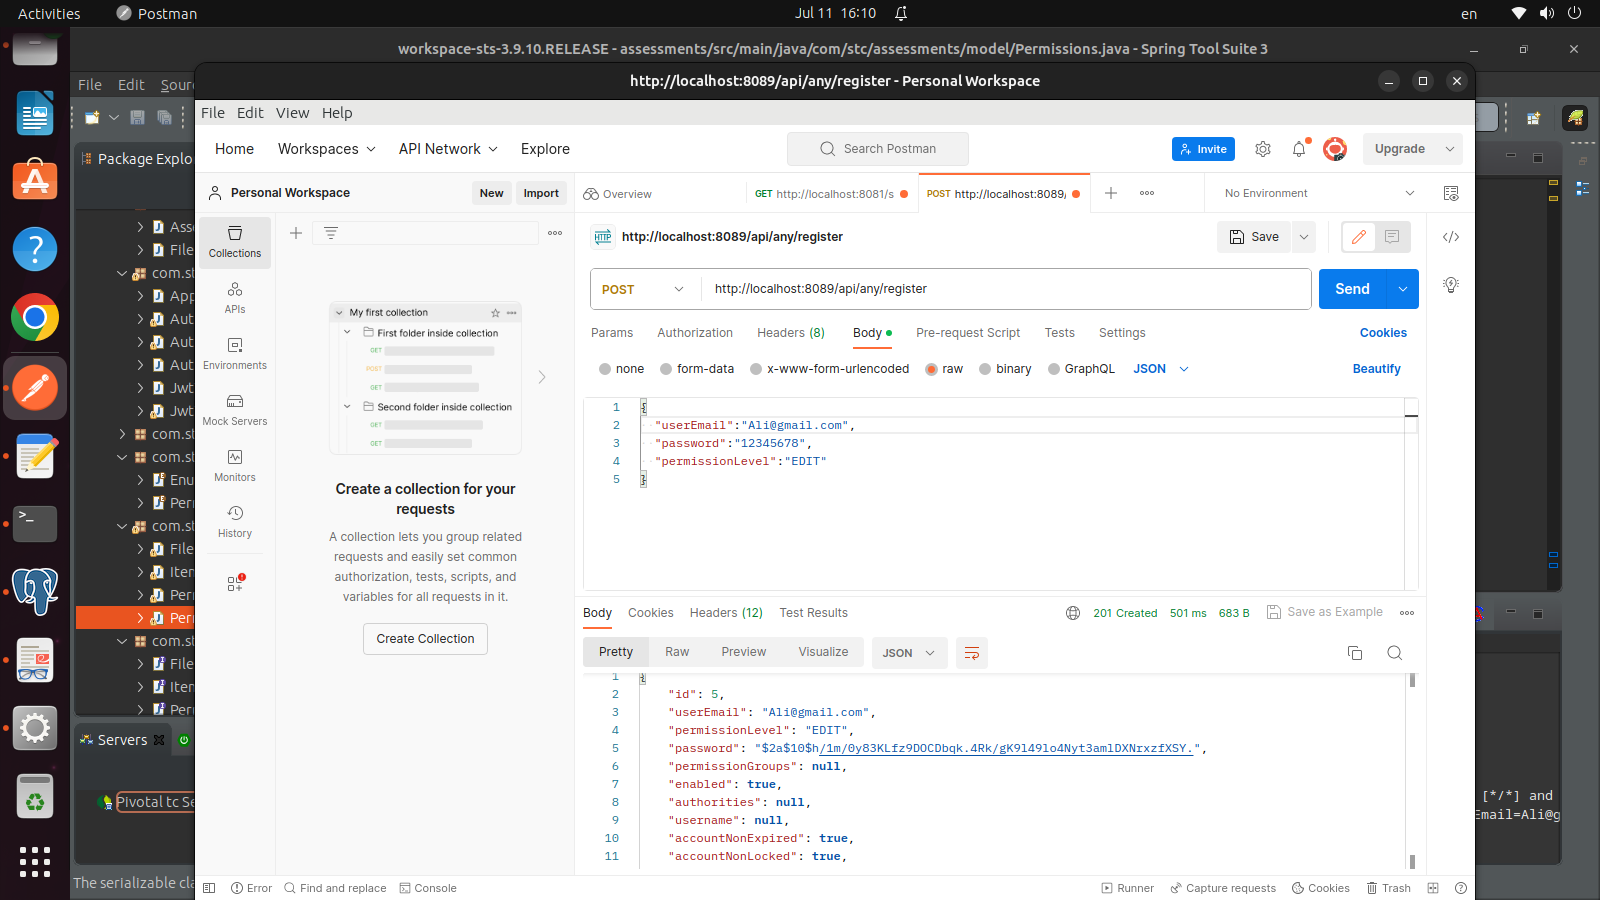 Activities
Postman
Jul 11 16:10
en
workspace-sts-3.9.10.RELEASE - assessments/src/main/java/com/stc/assessments/model/Permissions.java - Spring Tool Suite 3
File Edit Sour
Package Explo
Asse
File
com.st
App
Aut
Aut
Aut
Jwt
Jwt
com.st
com.st
Enu
Per
com.st
File
Iten
Per
Per
com.st
File
Iten
Per
Servers
Pivotal tc Se
The serializable cla
http://localhost:8089/api/any/register - Personal Workspace
File Edit View Help
Home Workspaces API Network Explore
Search Postman
Invite
Upgrade
Personal Workspace
New Import
Overview
GET http://localhost:8081/s
POST http://localhost:8089/
No Environment
Collections
APIs
Environments
Mock Servers
Monitors
History
My first collection
First folder inside collection
GET
POST
GET
Second folder inside collection
GET
GET
Create a collection for your
requests
A collection lets you group related
requests and easily set common
authorization, tests, scripts, and
variables for all requests in it.
Create Collection
HTTP http://localhost:8089/api/any/register
Save
POST http://localhost:8089/api/any/register
Send
Params Authorization Headers (8) Body Pre-request Script Tests Settings Cookies
none form-data x-www-form-urlencoded raw binary GraphQL JSON Beautify
1 {
2 "userEmail":"Ali@gmail.com",
3 "password":"12345678",
4 "permissionLevel":"EDIT"
5 }
Body Cookies Headers (12) Test Results
201 Created 501 ms 683 B Save as Example
Pretty Raw Preview Visualize JSON
1 {
2 "id": 5,
3 "userEmail": "Ali@gmail.com",
4 "permissionLevel": "EDIT",
5 "password": "$2a$10$h/1m/0y83KLfz9DOCDbqk.4Rk/gK9l49lo4Nyt3amlDXNrxzfXSY.",
6 "permissionGroups": null,
7 "enabled": true,
8 "authorities": null,
9 "username": null,
10 "accountNonExpired": true,
11 "accountNonLocked": true,
[*/*] and
Email=Ali@g
Error Find and replace Console
Runner Capture requests Cookies Trash